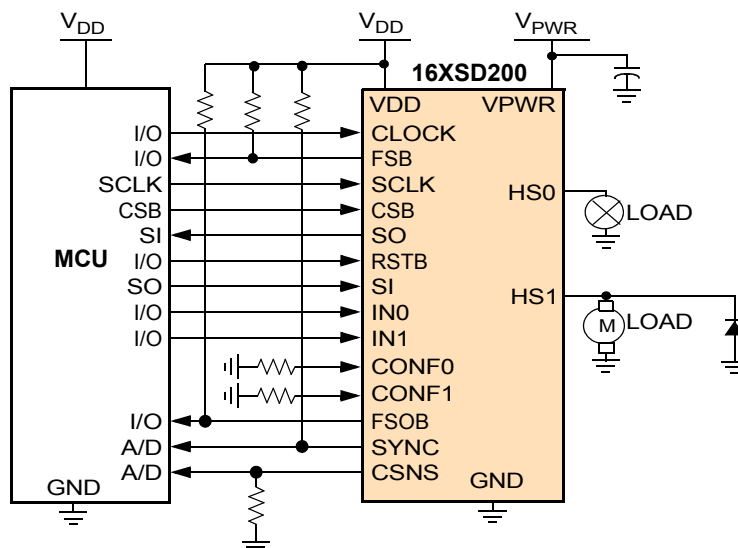 VDD
VDD
VPWR
16XSD200
VDD
VPWR
I/O
CLOCK
I/O
FSB
SCLK
SCLK
HS0
CSB
CSB
LOAD
SI
SO
MCU
I/O
RSTB
SO
SI
HS1
I/O
IN0
M
LOAD
I/O
IN1
CONF0
CONF1
I/O
FSOB
A/D
SYNC
A/D
CSNS
GND
GND